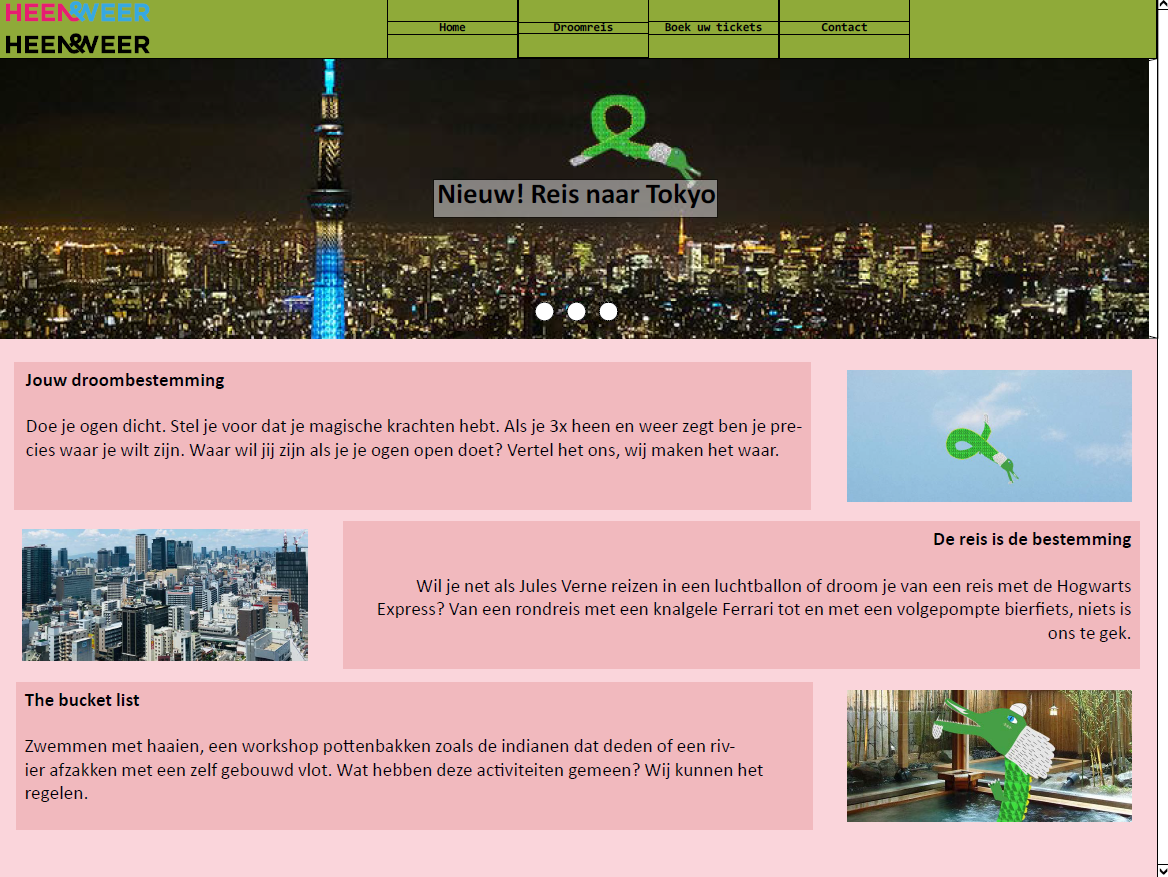 HEEN&WEER
HEEN&WEER
Home
Droomreis
Boek uw tickets
Contact
Nieuw! Reis naar Tokyo
Jouw droombestemming
Doe je ogen dicht. Stel je voor dat je magische krachten hebt. Als je 3x heen en weer zegt ben je pre-
cies waar je wilt zijn. Waar wil jij zijn als je je ogen open doet? Vertel het ons, wij maken het waar.
De reis is de bestemming
Wil je net als Jules Verne reizen in een luchtballon of droom je van een reis met de Hogwarts
Express? Van een rondreis met een knalgele Ferrari tot en met een volgepompte bierfiets, niets is
ons te gek.
The bucket list
Zwemmen met haaien, een workshop pottenbakken zoals de indianen dat deden of een riv-
ier afzakken met een zelf gebouwd vlot. Wat hebben deze activiteiten gemeen? Wij kunnen het
regelen.